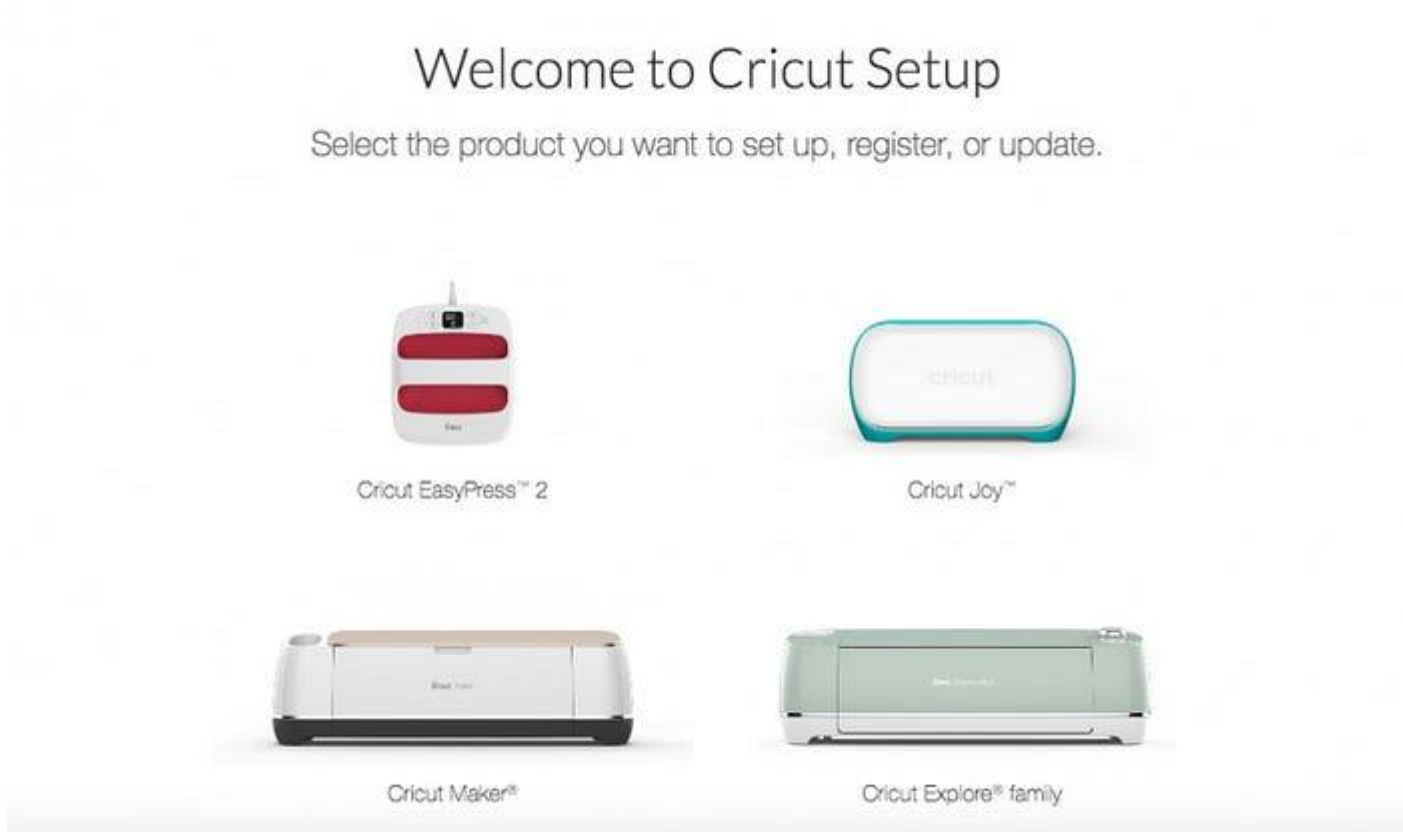 Welcome to Cricut Setup
Select the product you want to set up, register, or update.
cricut
Cricut EasyPress™ 2
Cricut Joy™
Cricut Maker®
Cricut Explore® family